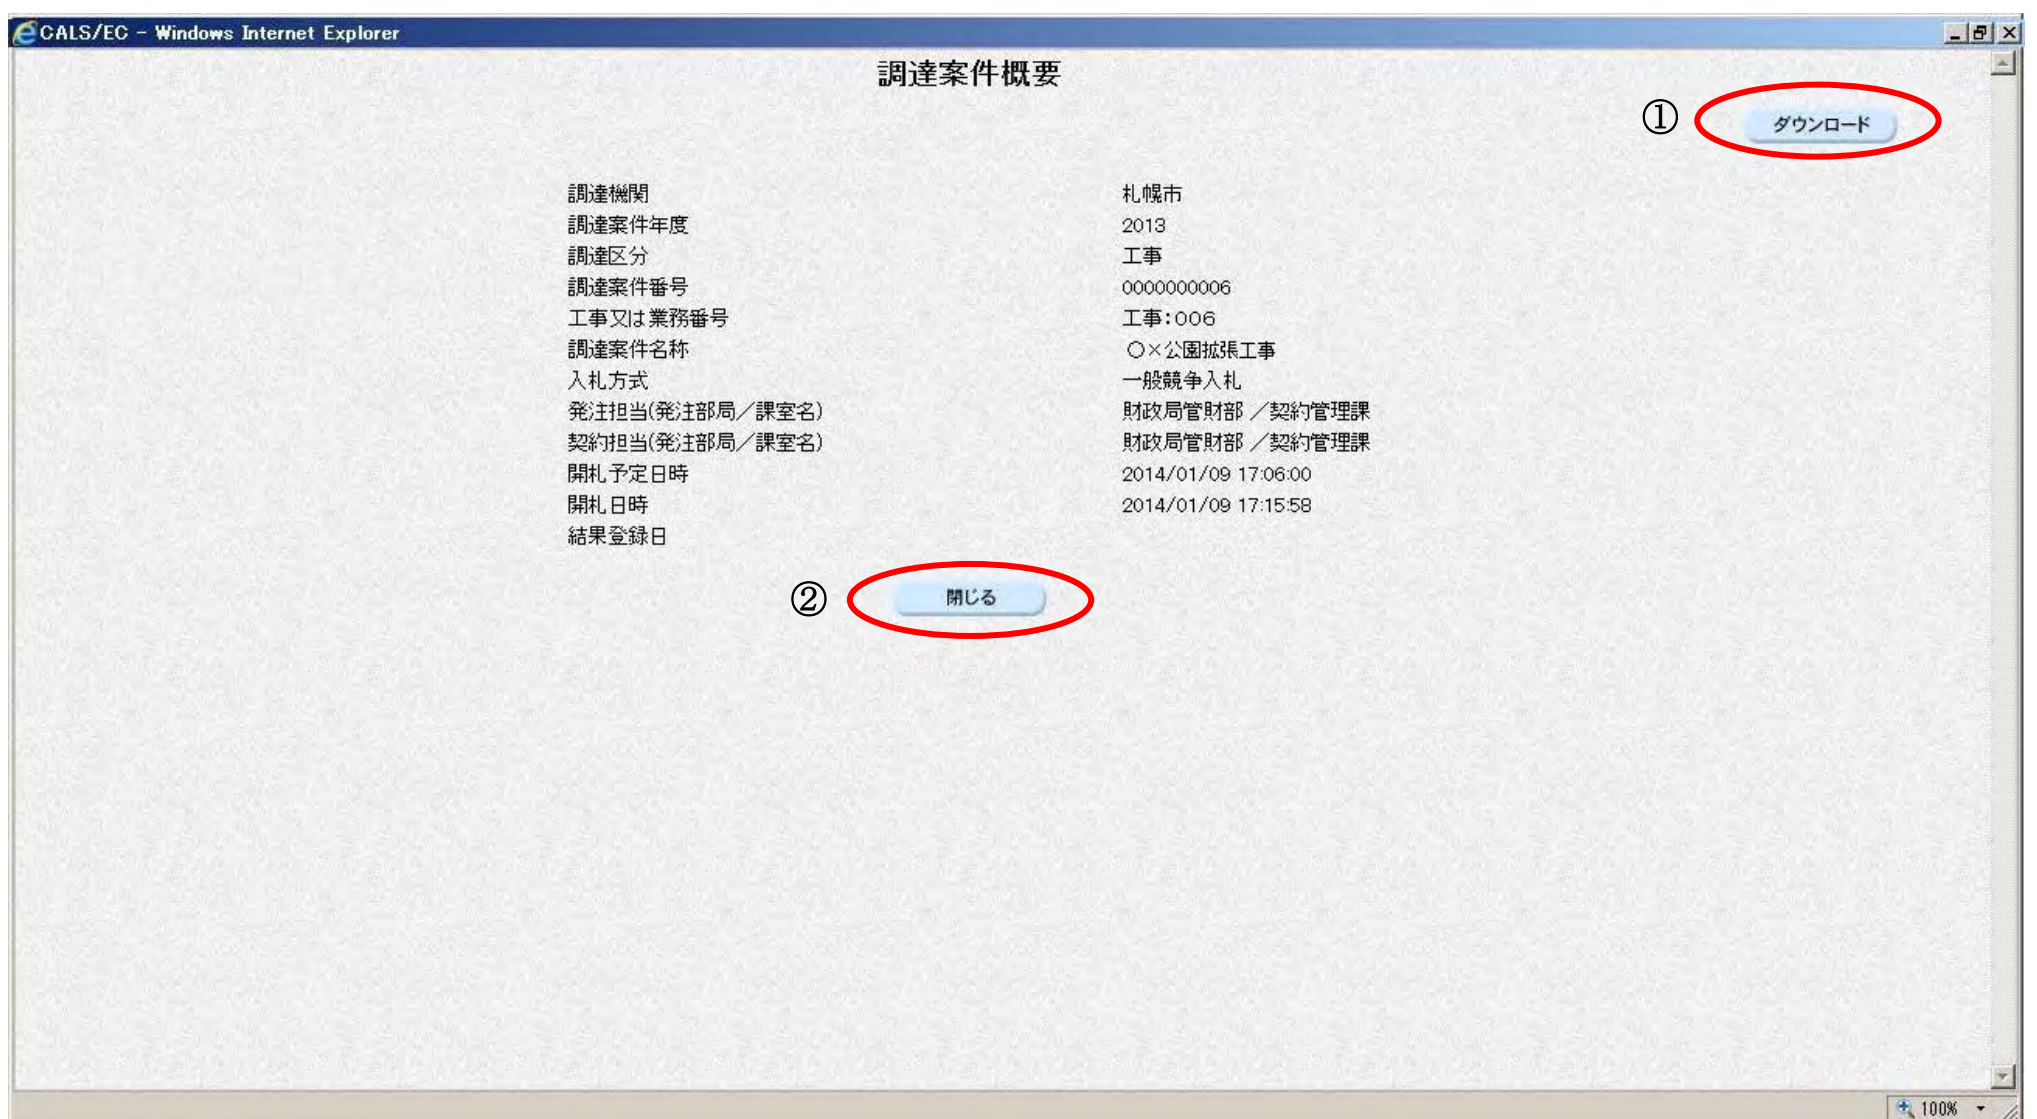 CALS/EC - Windows Internet Explorer
調達案件概要
① ダウンロード
調達機関 札幌市
調達案件年度 2013
調達区分 工事
調達案件番号 0000000006
工事又は業務番号 工事:006
調達案件名称 〇×公園拡張工事
入札方式 一般競争入札
発注担当(発注部局／課室名) 財政局管財部 ／契約管理課
契約担当(発注部局／課室名) 財政局管財部 ／契約管理課
開札予定日時 2014/01/09 17:06:00
開札日時 2014/01/09 17:15:58
結果登録日
② 閉じる
100%